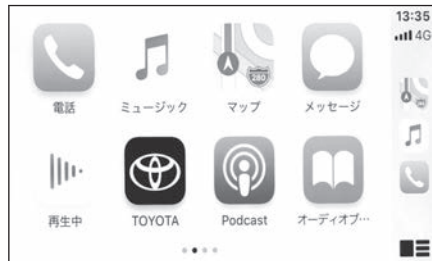 13:35
4G
280
電話
ミュージック
マップ
メッセージ
再生中
TOYOTA
Podcast
オーディオブ…